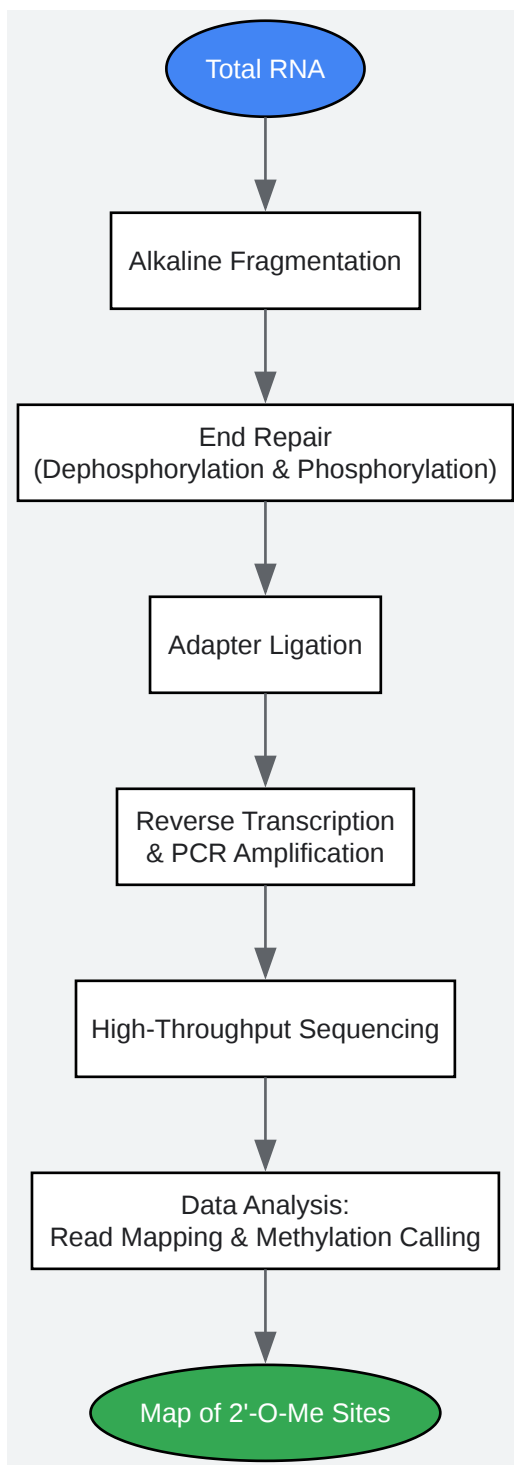 Total RNA
Alkaline Fragmentation
End Repair
(Dephosphorylation & Phosphorylation)
Adapter Ligation
Reverse Transcription
& PCR Amplification
High-Throughput Sequencing
Data Analysis:
Read Mapping & Methylation Calling
Map of 2'-O-Me Sites